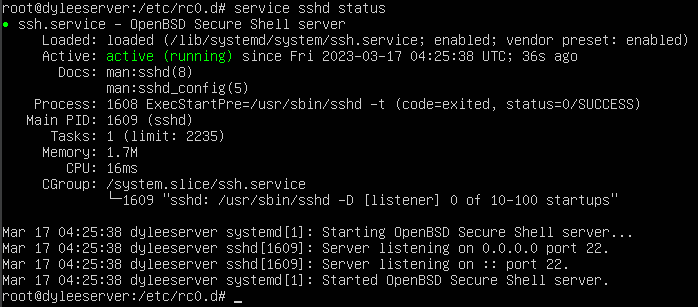 root@dyleeserver:/etc/rc0.d# service sshd status
● ssh.service - OpenBSD Secure Shell server
Loaded: loaded (/lib/systemd/system/ssh.service; enabled; vendor preset: enabled)
Active: active (running) since Fri 2023-03-17 04:25:38 UTC; 36s ago
Docs: man:sshd(8)
man:sshd_config(5)
Process: 1608 ExecStartPre=/usr/sbin/sshd -t (code=exited, status=0/SUCCESS)
Main PID: 1609 (sshd)
Tasks: 1 (limit: 2235)
Memory: 1.7M
CPU: 16ms
CGroup: /system.slice/ssh.service
└─1609 "sshd: /usr/sbin/sshd -D [listener] 0 of 10-100 startups"
Mar 17 04:25:38 dyleeserver systemd[1]: Starting OpenBSD Secure Shell server...
Mar 17 04:25:38 dyleeserver sshd[1609]: Server listening on 0.0.0.0 port 22.
Mar 17 04:25:38 dyleeserver sshd[1609]: Server listening on :: port 22.
Mar 17 04:25:38 dyleeserver systemd[1]: Started OpenBSD Secure Shell server.
root@dyleeserver:/etc/rc0.d# _